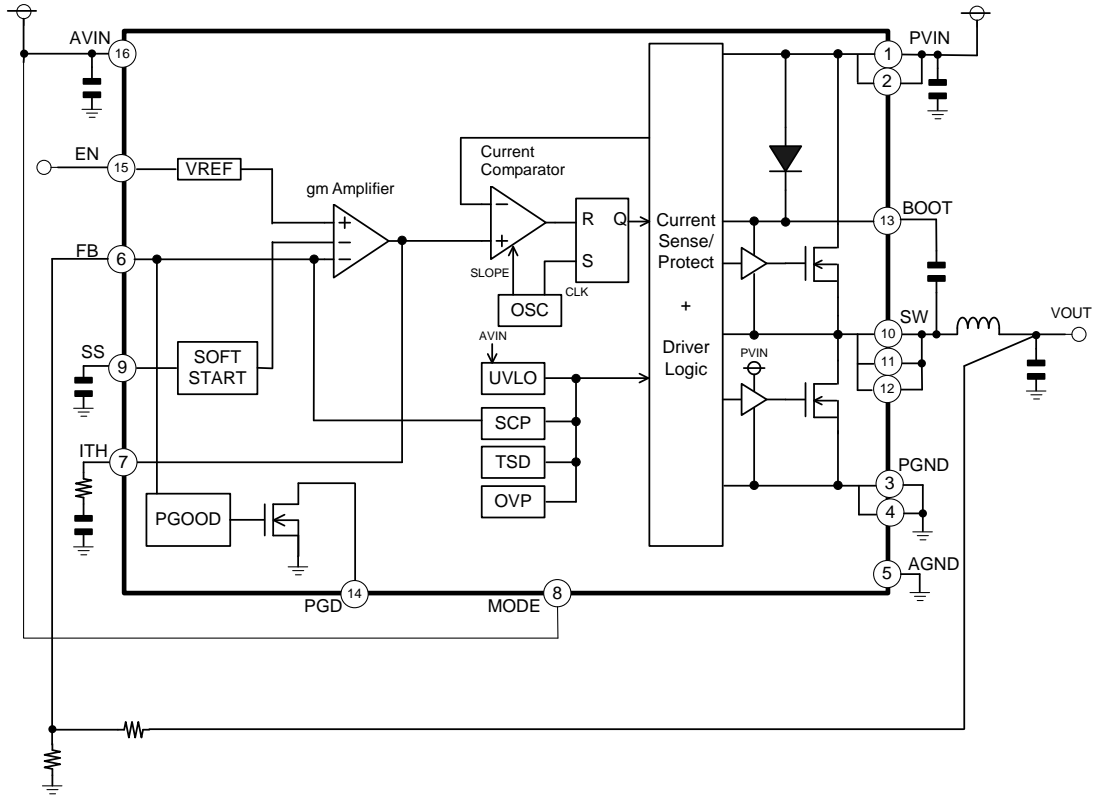 AVIN
16
1
PVIN
2
EN
15
VREF
gm Amplifier
Current
Comparator
+
−
−
−
+
R
Q
S
SLOPE
OSC
CLK
Current
Sense/
Protect
+
Driver
Logic
13
BOOT
FB
6
SW
10
11
12
VOUT
SS
9
SOFT
START
AVIN
UVLO
SCP
TSD
OVP
PVIN
ITH
7
PGOOD
PGND
3
4
5
AGND
PGD
14
MODE
8